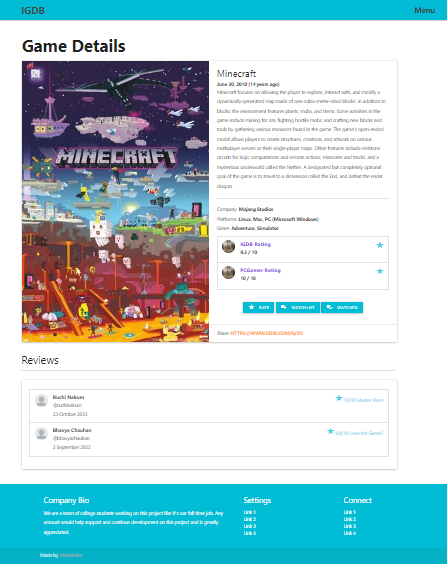 IGDB
Menu
Game Details
MINECRAFT
Minecraft
June 30, 2010 (14 years ago)
Minecraft focuses on allowing the player to explore, interact with, and modify a
dynamically-generated map made of one-cubic-meter-sized blocks. In addition to
blocks, the environment features plants, mobs, and items. Some activities in the
game include mining for ore, fighting hostile mobs, and crafting new blocks and
tools by gathering various resources found in the game. The game's open-ended
model allows players to create structures, creations, and artwork on various
multiplayer servers or their single-player maps. Other features include redstone
circuits for logic computations and remote actions, minecarts and tracks, and a
mysterious underworld called the Nether. A designated but completely optional
goal of the game is to travel to a dimension called the End, and defeat the ender
dragon.
Company: Mojang Studios
Platforms: Linux, Mac, PC (Microsoft Windows)
Genre: Adventure, Simulator
IGDB Rating
9.3 / 10
PCGamer Rating
10 / 10
RATE
WATCH LIST
WATCHED
Share: HTTPS://WWW.IGDB.COM/G/1D
Reviews
Ruchi Nakum
@ruchinakum
23 October 2023
10/10 Master Piece
Bhavya Chauhan
@bhavyachauhan
2 September 2022
9.8/10 Love the Game!!
Company Bio
We are a team of college students working on this project like it's our full time job. Any
amount would help support and continue development on this project and is greatly
appreciated.
Settings
Link 1
Link 2
Link 3
Link 4
Connect
Link 1
Link 2
Link 3
Link 4
Made by